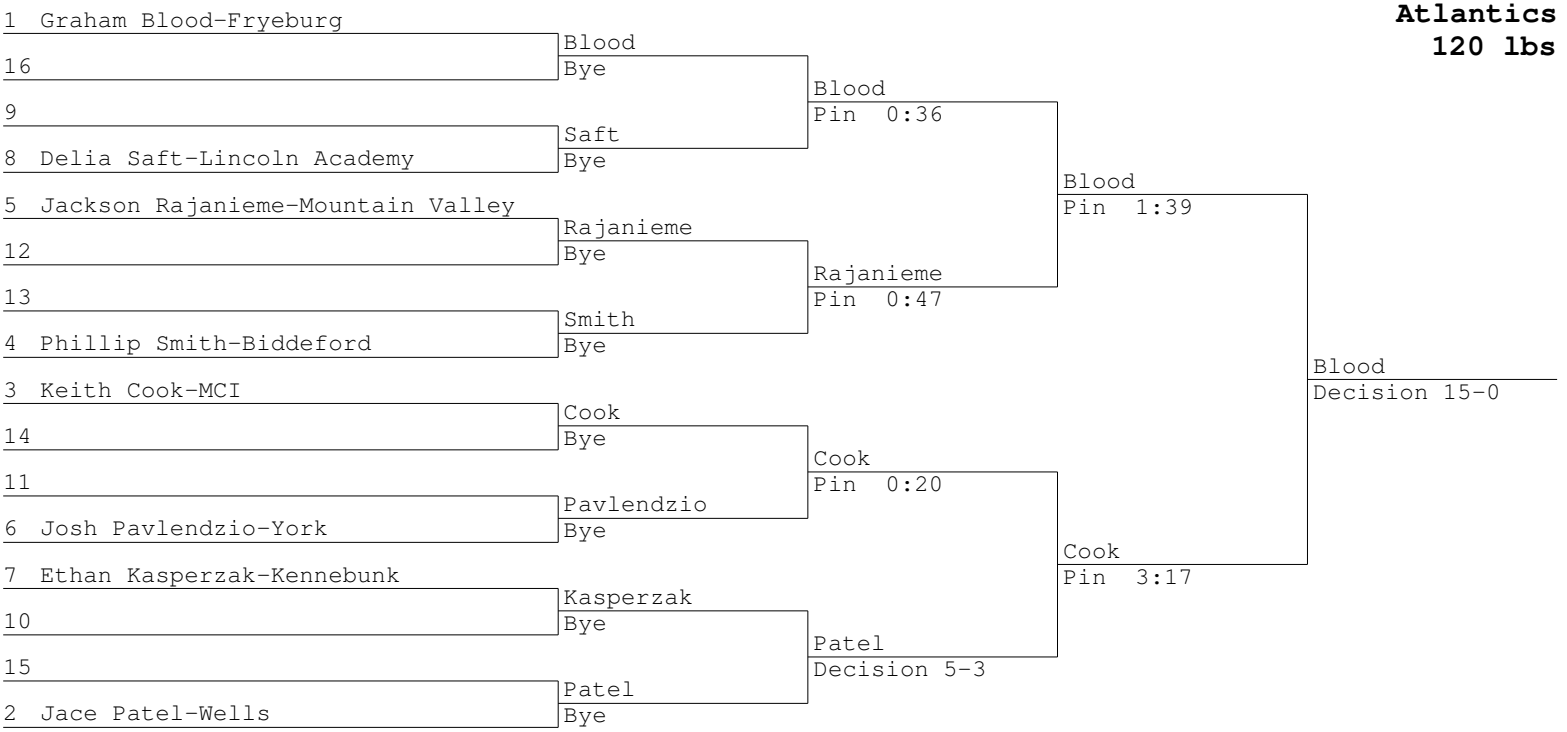 Atlantics
120 lbs
1 Graham Blood-Fryeburg
16
9
8 Delia Saft-Lincoln Academy
5 Jackson Rajanieme-Mountain Valley
12
13
4 Phillip Smith-Biddeford
3 Keith Cook-MCI
14
11
6 Josh Pavlendzio-York
7 Ethan Kasperzak-Kennebunk
10
15
2 Jace Patel-Wells
Blood
Bye
Saft
Bye
Rajanieme
Bye
Smith
Bye
Cook
Bye
Pavlendzio
Bye
Kasperzak
Bye
Patel
Bye
Blood
Pin 0:36
Rajanieme
Pin 0:47
Cook
Pin 0:20
Patel
Decision 5-3
Blood
Pin 1:39
Cook
Pin 3:17
Blood
Decision 15-0